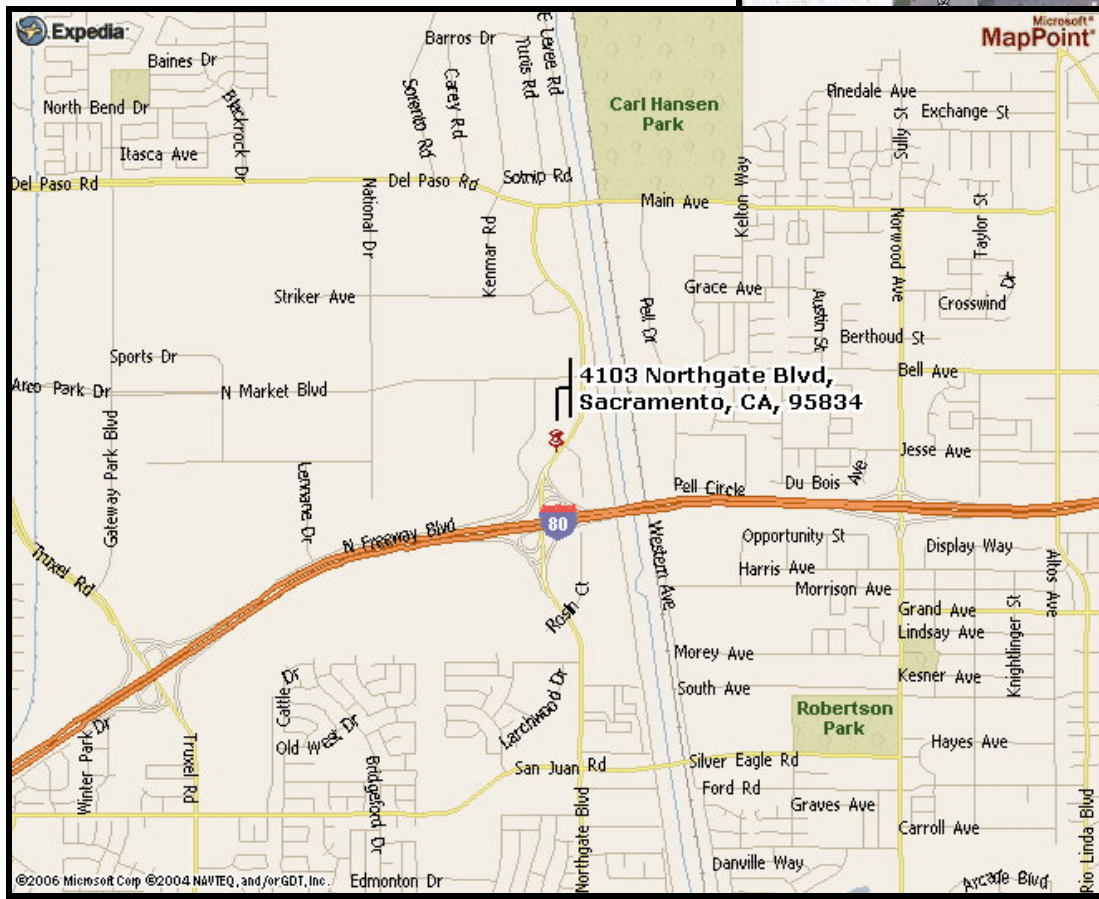 Expedia
Microsoft
MapPoint
Baines Dr
Barros Dr
Tunis Rd
E Levee Rd
Carey Rd
Sorento Rd
Blackrock Dr
North Bend Dr
Itasca Ave
Carl Hansen
Park
Pinedale Ave
Exchange St
Sully St
Del Paso Rd
Del Paso Rd
Sotnip Rd
Main Ave
Kelton Way
National Dr
Kenmar Rd
Norwood Ave
Taylor St
Striker Ave
Grace Ave
Pell Dr
Austin St
Crosswind
Dr
Berthoud St
Sports Dr
Arco Park Dr
N Market Blvd
4103 Northgate Blvd,
Sacramento, CA, 95834
Bell Ave
Gateway Park Blvd
Lennane Dr
Jesse Ave
Du Bois
Ave
Pell Circle
N Freeway Blvd
80
Western Ave
Opportunity St
Display Way
Altos Ave
Truxel Rd
Harris Ave
Morrison Ave
Rosin Ct
Grand Ave
Lindsay Ave
Knightlinger St
Morey Ave
Kesner Ave
South Ave
Cattle Dr
Larchwood Dr
Robertson
Park
Winter Park Dr
Truxel Rd
Old West Dr
Bridgeford Dr
San Juan Rd
Silver Eagle Rd
Hayes Ave
Ford Rd
Graves Ave
Northgate Blvd
Carroll Ave
Rio Linda Blvd
Danville Way
Edmonton Dr
Arcade Blvd
©2006 Microsoft Corp ©2004 NAVTEQ, and/or GDT, Inc.